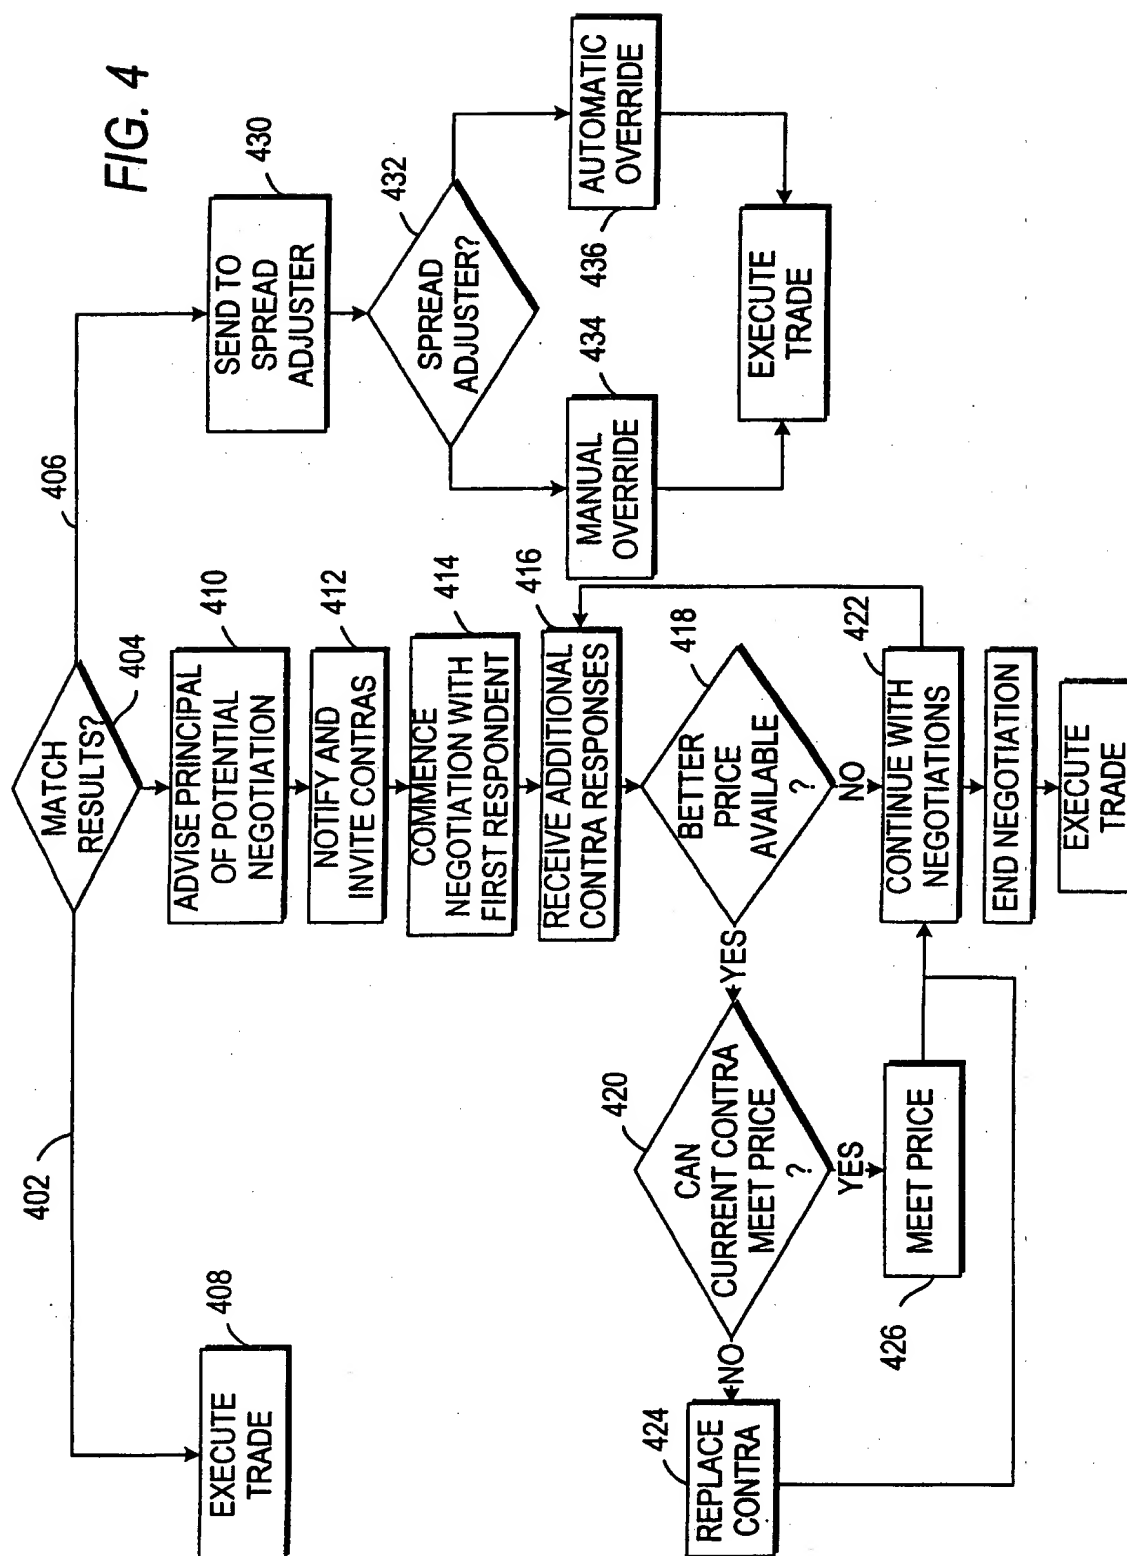 FIG. 4
MATCH
RESULTS?
404
402
406
EXECUTE
TRADE
408
ADVISE PRINCIPAL
OF POTENTIAL
NEGOTIATION
410
NOTIFY AND
INVITE CONTRAS
412
COMMENCE
NEGOTIATION WITH
FIRST RESPONDENT
414
RECEIVE ADDITIONAL
CONTRA RESPONSES
416
BETTER
PRICE
AVAILABLE
?
418
YES
NO
CAN
CURRENT CONTRA
MEET PRICE
?
420
NO
YES
REPLACE
CONTRA
424
MEET PRICE
426
CONTINUE WITH
NEGOTIATIONS
422
END NEGOTIATION
EXECUTE
TRADE
SEND TO
SPREAD
ADJUSTER
430
SPREAD
ADJUSTER?
432
MANUAL
OVERRIDE
434
AUTOMATIC
OVERRIDE
436
EXECUTE
TRADE